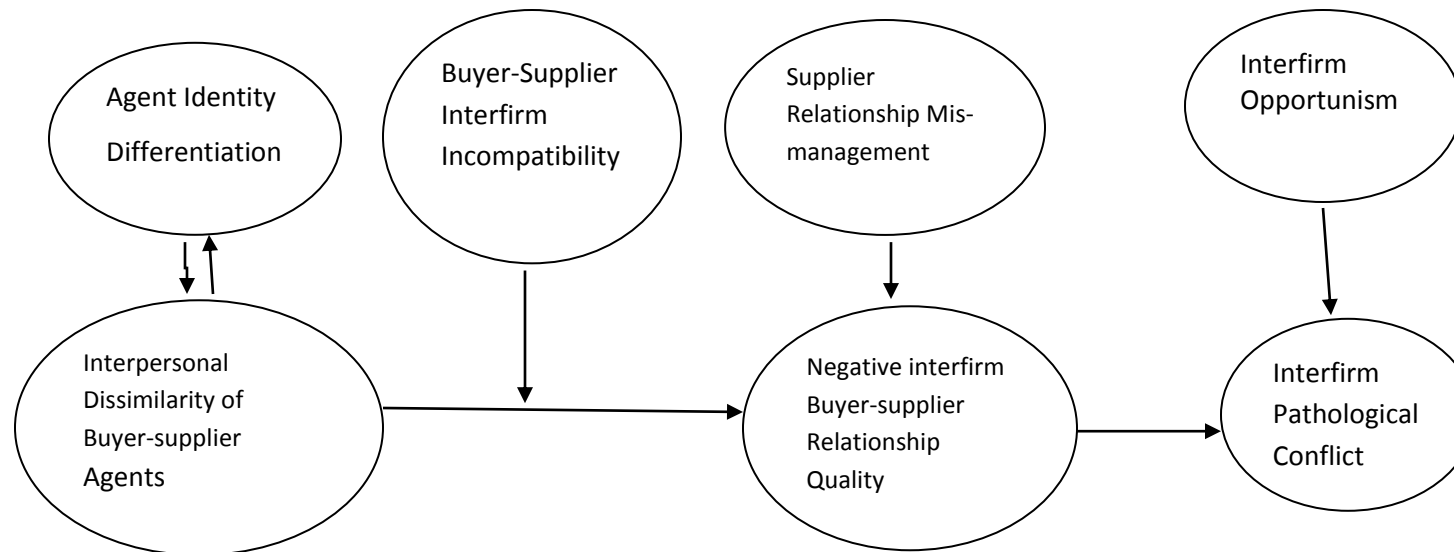 Agent Identity
Differentiation
Buyer-Supplier
Interfirm
Incompatibility
Supplier
Relationship Mis-
management
Interfirm
Opportunism
Interpersonal
Dissimilarity of
Buyer-supplier
Agents
Negative interfirm
Buyer-supplier
Relationship
Quality
Interfirm
Pathological
Conflict